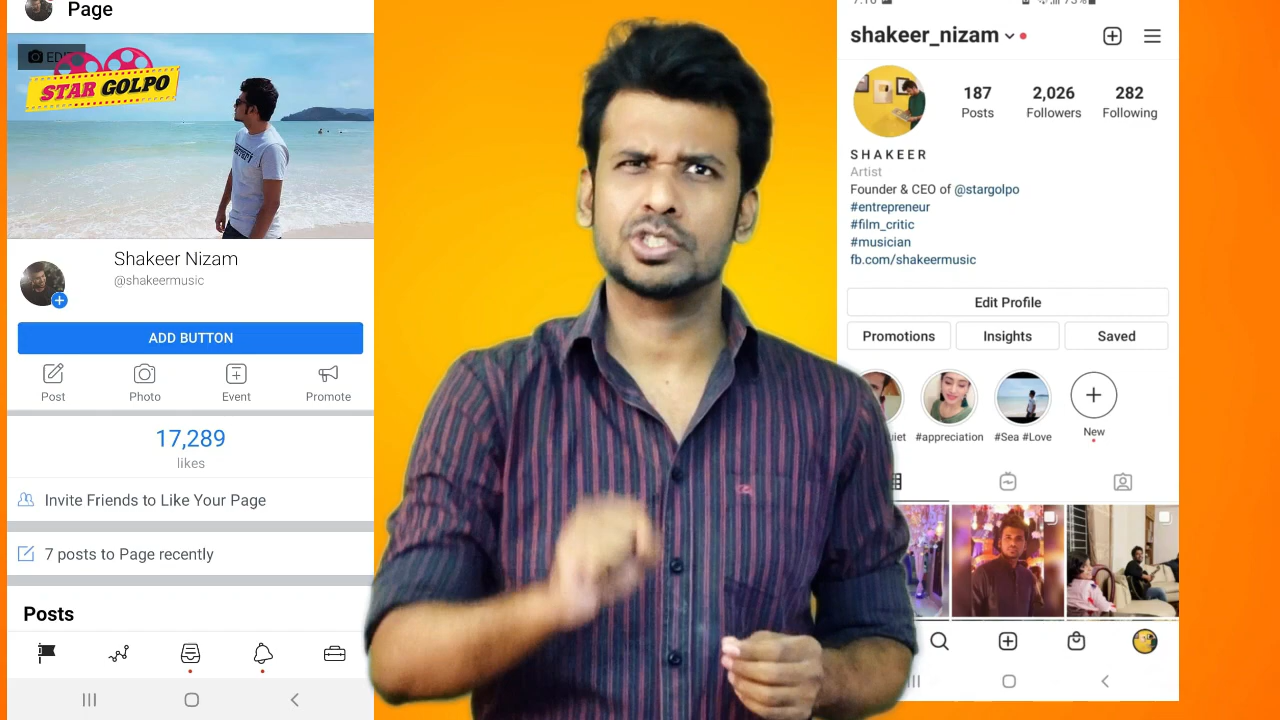 Page
EDIT
STAR GOLPO
Shakeer Nizam
@shakeermusic
ADD BUTTON
Post
Photo
Event
Promote
17,289
likes
Invite Friends to Like Your Page
7 posts to Page recently
Posts
shakeer_nizam
187
2,026
282
Posts
Followers
Following
SHAKEER
Artist
Founder & CEO of @stargolpo
#entrepreneur
#film_critic
#musician
fb.com/shakeermusic
Edit Profile
Promotions
Insights
Saved
#appreciation
#Sea #Love
New